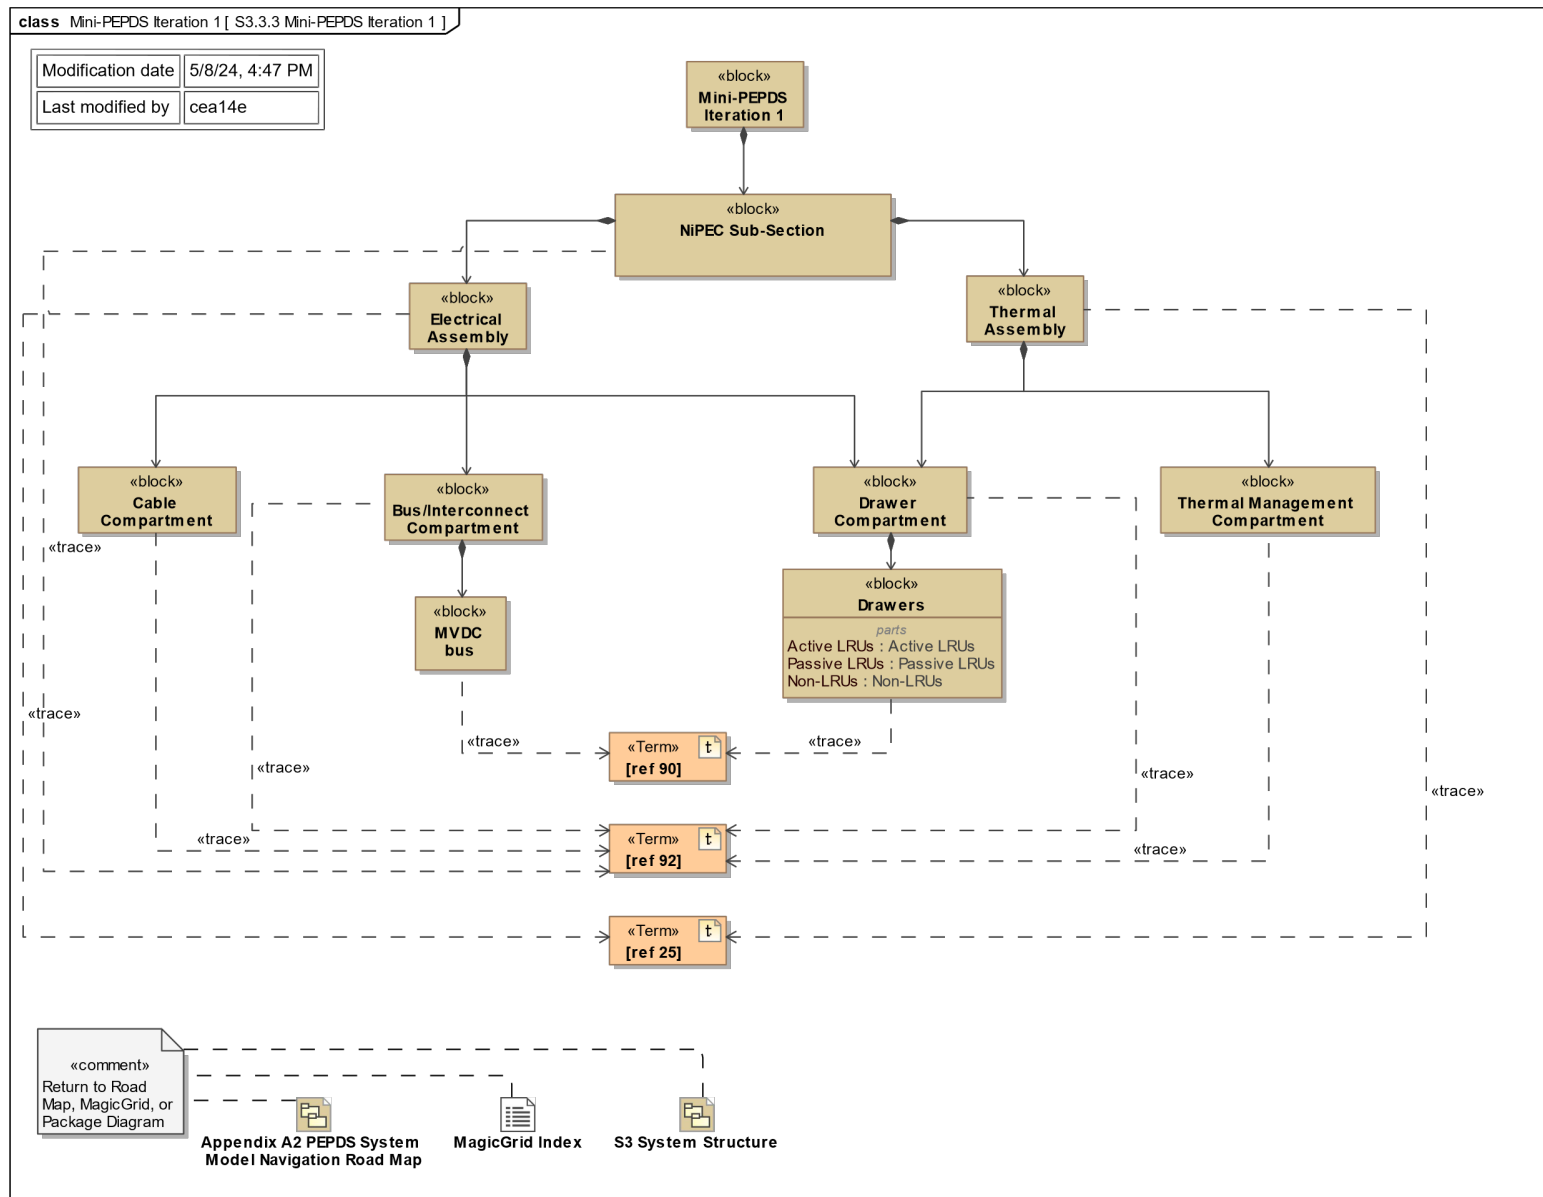 class Mini-PEPDS Iteration 1 [ S3.3.3 Mini-PEPDS Iteration 1 ]
Modification date 5/8/24, 4:47 PM
Last modified by cea14e
«block»
Mini-PEPDS
Iteration 1
«block»
NiPEC Sub-Section
«block»
Electrical
Assembly
«block»
Thermal
Assembly
«block»
Cable
Compartment
«block»
Bus/Interconnect
Compartment
«block»
Drawer
Compartment
«block»
Thermal Management
Compartment
«trace»
«block»
MVDC
bus
«block»
Drawers
parts
Active LRUs : Active LRUs
Passive LRUs : Passive LRUs
Non-LRUs : Non-LRUs
«trace»
«trace»
«trace»
«Term»
[ref 90]
«trace»
«trace»
«trace»
«trace»
«Term»
[ref 92]
«trace»
«Term»
[ref 25]
«comment»
Return to Road
Map, MagicGrid, or
Package Diagram
Appendix A2 PEPDS System
Model Navigation Road Map
MagicGrid Index
S3 System Structure